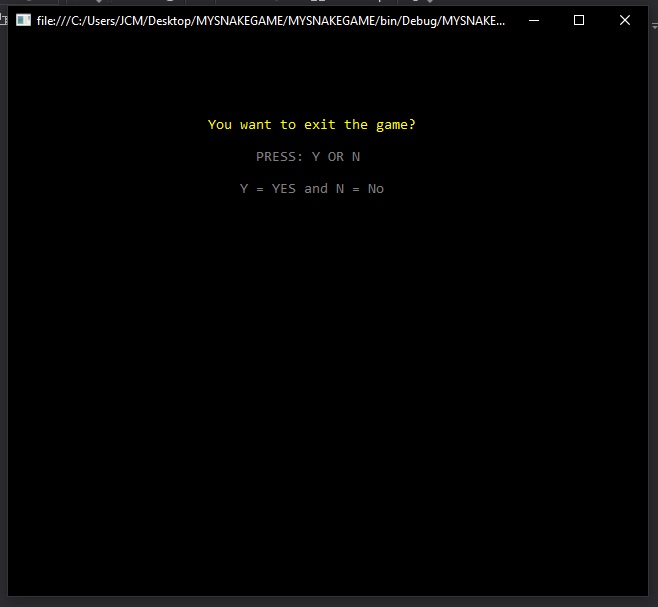 file:///C:/Users/JCM/Desktop/MYSNAKEGAME/MYSNAKEGAME/bin/Debug/MYSNAKE...
You want to exit the game?
PRESS: Y OR N
Y = YES and N = No